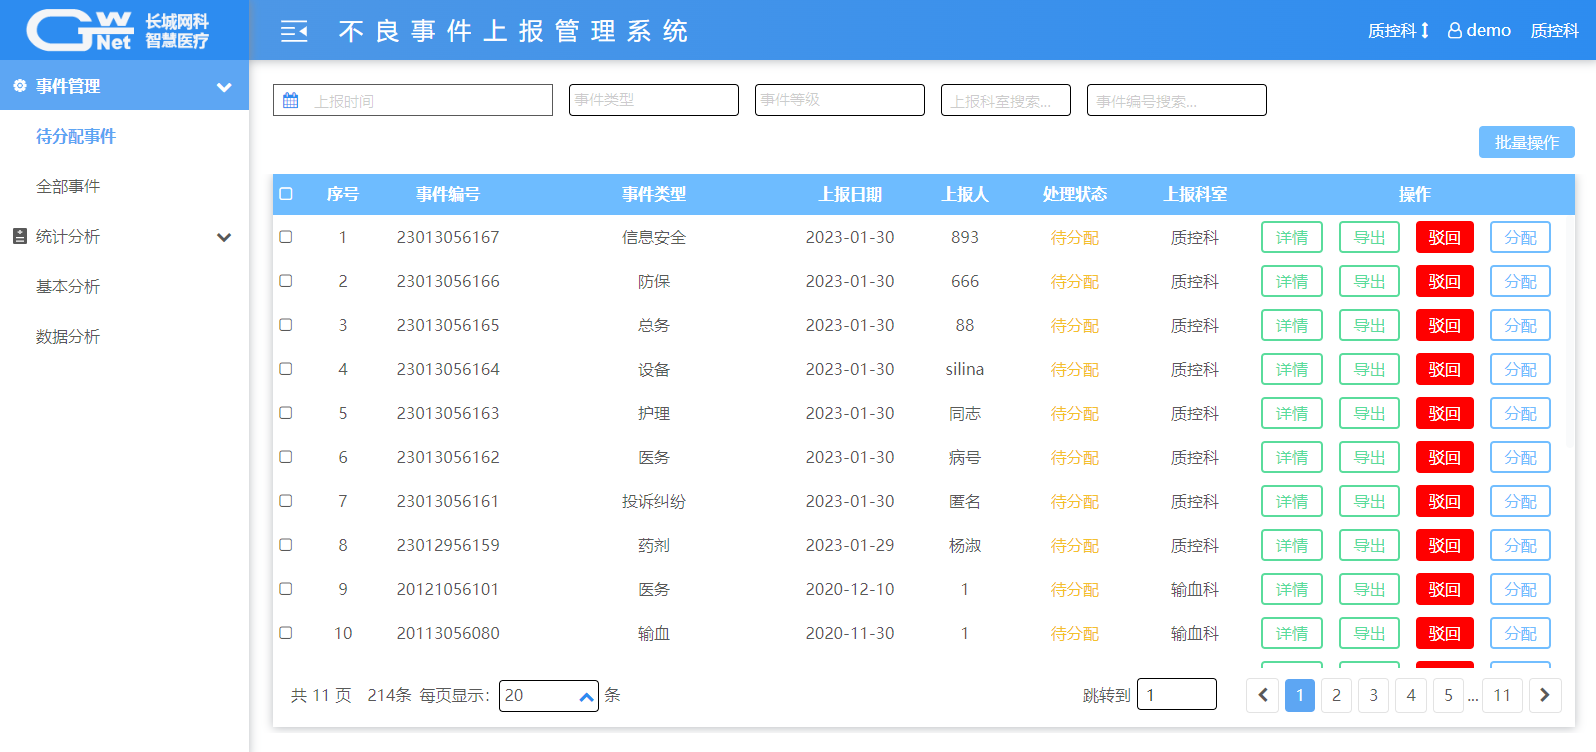 GWNet 长城网科
智慧医疗
不良事件上报管理系统
质控科 demo 质控科
事件管理
待分配事件
全部事件
统计分析
基本分析
数据分析
上报时间 事件类型 事件等级 上报科室搜索... 事件编号搜索...
批量操作
序号 事件编号 事件类型 上报日期 上报人 处理状态 上报科室 操作
1 23013056167 信息安全 2023-01-30 893 待分配 质控科 详情 导出 驳回 分配
2 23013056166 防保 2023-01-30 666 待分配 质控科 详情 导出 驳回 分配
3 23013056165 总务 2023-01-30 88 待分配 质控科 详情 导出 驳回 分配
4 23013056164 设备 2023-01-30 silina 待分配 质控科 详情 导出 驳回 分配
5 23013056163 护理 2023-01-30 同志 待分配 质控科 详情 导出 驳回 分配
6 23013056162 医务 2023-01-30 病号 待分配 质控科 详情 导出 驳回 分配
7 23013056161 投诉纠纷 2023-01-30 匿名 待分配 质控科 详情 导出 驳回 分配
8 23012956159 药剂 2023-01-29 杨淑 待分配 质控科 详情 导出 驳回 分配
9 20121056101 医务 2020-12-10 1 待分配 输血科 详情 导出 驳回 分配
10 20113056080 输血 2020-11-30 1 待分配 输血科 详情 导出 驳回 分配
共 11 页 214条 每页显示: 20 条 跳转到 1 1 2 3 4 5 ... 11